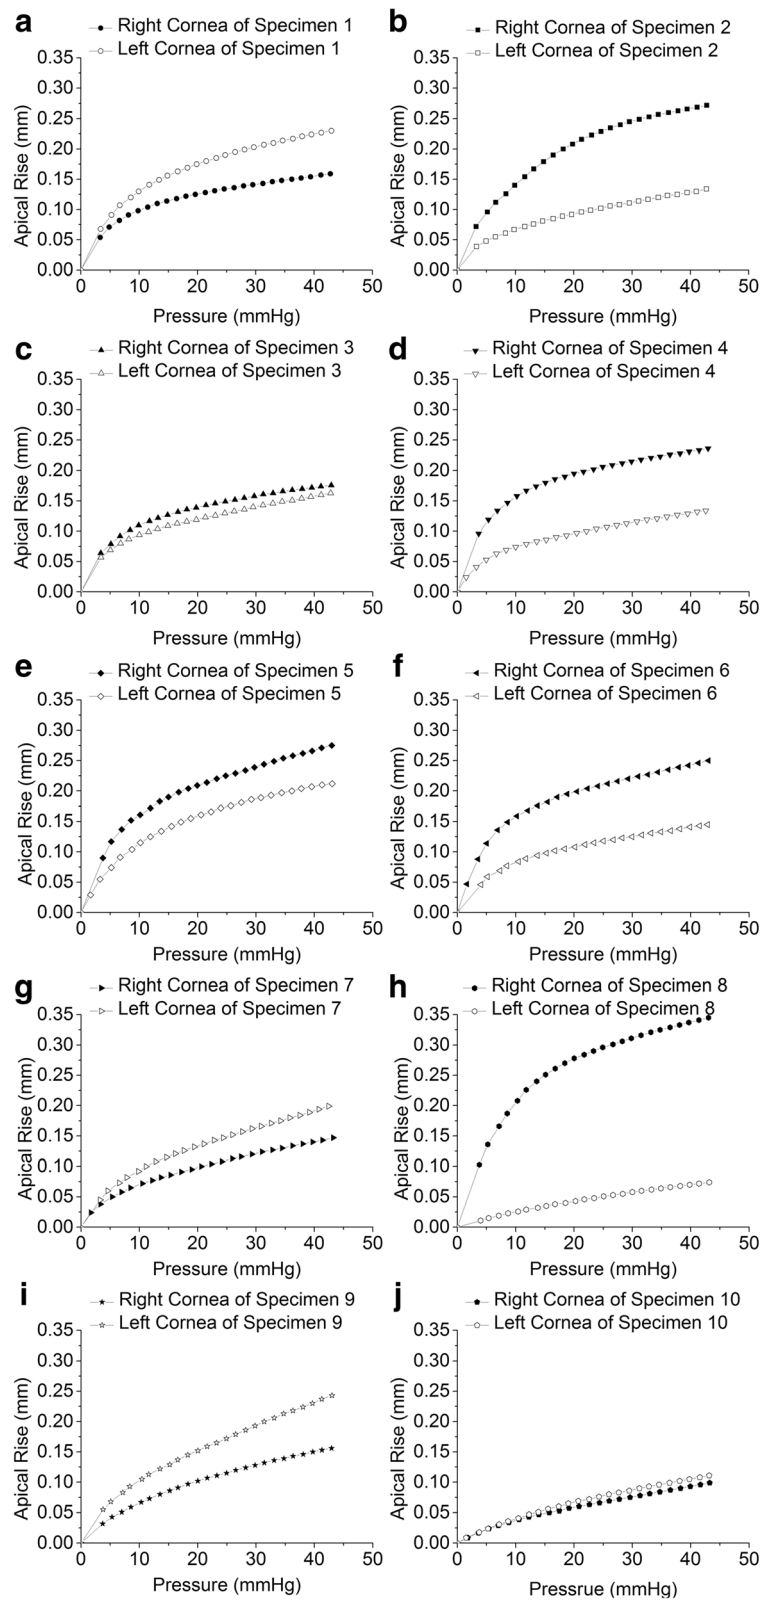 a
Right Cornea of Specimen 1
Left Cornea of Specimen 1
0.35
0.30
0.25
0.20
0.15
0.10
0.05
0.00
Apical Rise (mm)
0 10 20 30 40 50
Pressure (mmHg)
b
Right Cornea of Specimen 2
Left Cornea of Specimen 2
0.35
0.30
0.25
0.20
0.15
0.10
0.05
0.00
Apical Rise (mm)
0 10 20 30 40 50
Pressure (mmHg)
c
Right Cornea of Specimen 3
Left Cornea of Specimen 3
0.35
0.30
0.25
0.20
0.15
0.10
0.05
0.00
Apical Rise (mm)
0 10 20 30 40 50
Pressure (mmHg)
d
Right Cornea of Specimen 4
Left Cornea of Specimen 4
0.35
0.30
0.25
0.20
0.15
0.10
0.05
0.00
Apical Rise (mm)
0 10 20 30 40 50
Pressure (mmHg)
e
Right Cornea of Specimen 5
Left Cornea of Specimen 5
0.35
0.30
0.25
0.20
0.15
0.10
0.05
0.00
Apical Rise (mm)
0 10 20 30 40 50
Pressure (mmHg)
f
Right Cornea of Specimen 6
Left Cornea of Specimen 6
0.35
0.30
0.25
0.20
0.15
0.10
0.05
0.00
Apical Rise (mm)
0 10 20 30 40 50
Pressure (mmHg)
g
Right Cornea of Specimen 7
Left Cornea of Specimen 7
0.35
0.30
0.25
0.20
0.15
0.10
0.05
0.00
Apical Rise (mm)
0 10 20 30 40 50
Pressure (mmHg)
h
Right Cornea of Specimen 8
Left Cornea of Specimen 8
0.35
0.30
0.25
0.20
0.15
0.10
0.05
0.00
Apical Rise (mm)
0 10 20 30 40 50
Pressure (mmHg)
i
Right Cornea of Specimen 9
Left Cornea of Specimen 9
0.35
0.30
0.25
0.20
0.15
0.10
0.05
0.00
Apical Rise (mm)
0 10 20 30 40 50
Pressure (mmHg)
j
Right Cornea of Specimen 10
Left Cornea of Specimen 10
0.35
0.30
0.25
0.20
0.15
0.10
0.05
0.00
Apical Rise (mm)
0 10 20 30 40 50
Pressrue (mmHg)